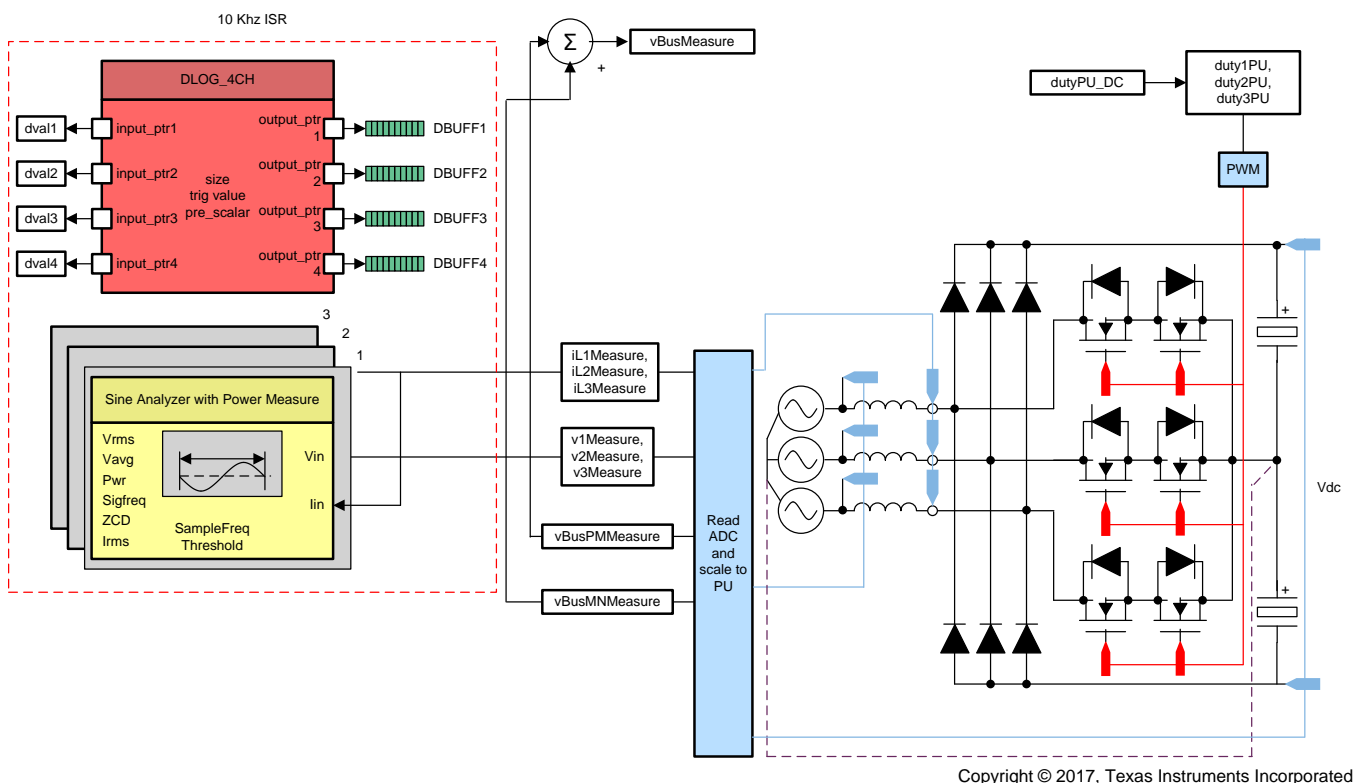 10 Khz ISR
DLOG_4CH
dval1
input_ptr1
output_ptr
1
DBUFF1
dval2
input_ptr2
output_ptr
2
DBUFF2
size
trig value
pre_scalar
dval3
input_ptr3
output_ptr
3
DBUFF3
dval4
input_ptr4
output_ptr
4
DBUFF4
3
2
1
Sine Analyzer with Power Measure
Vrms
Vavg
Pwr
Sigfreq
ZCD
Irms
Vin
Iin
SampleFreq
Threshold
Σ
+
vBusMeasure
iL1Measure,
iL2Measure,
iL3Measure
v1Measure,
v2Measure,
v3Measure
vBusPMMeasure
vBusMNMeasure
Read
ADC
and
scale to
PU
dutyPU_DC
duty1PU,
duty2PU,
duty3PU
PWM
+
Vdc
+
Copyright © 2017, Texas Instruments Incorporated